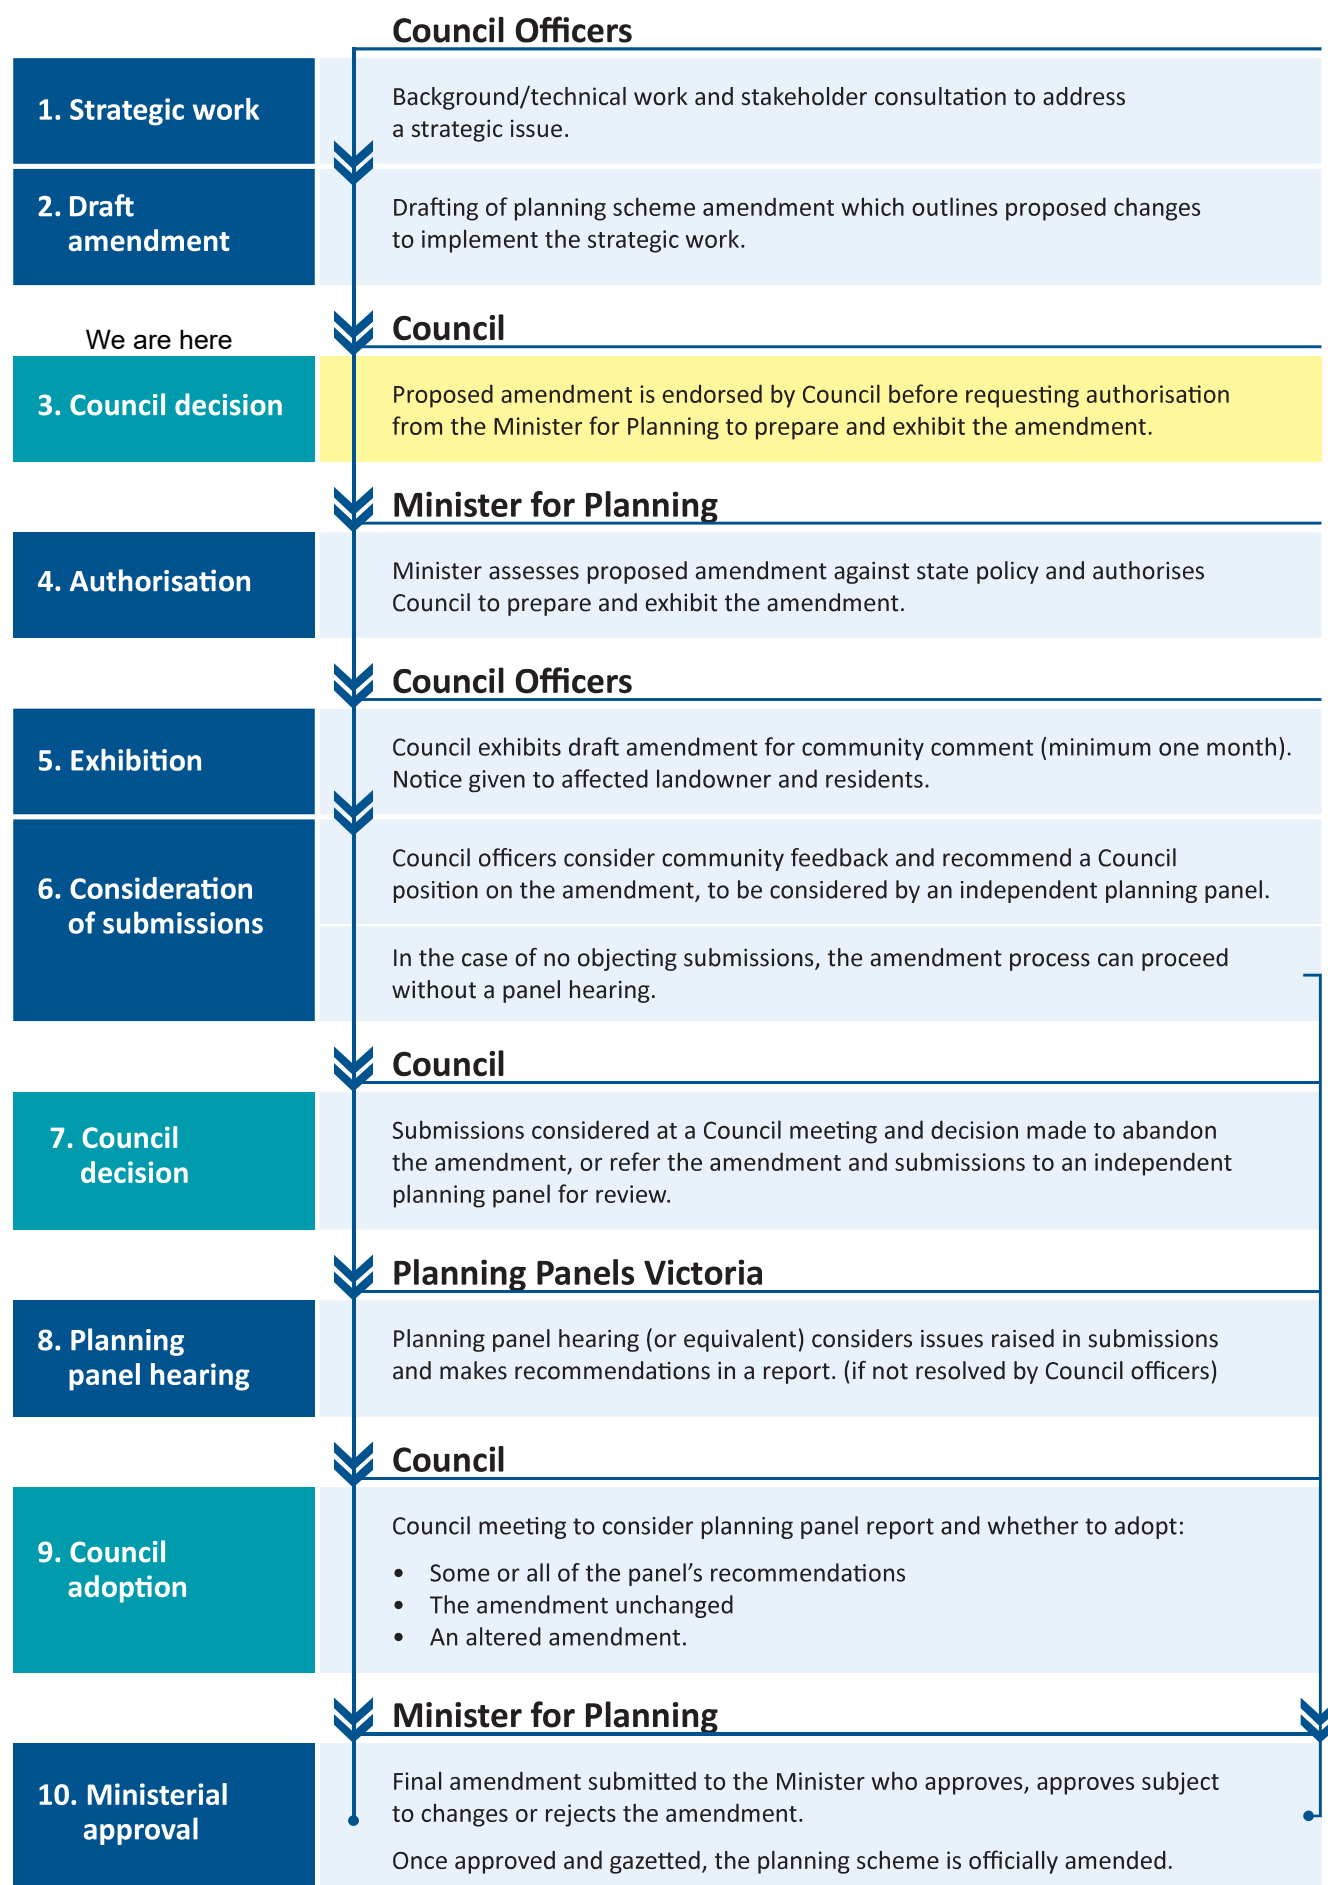 Council Officers
1. Strategic work
Background/technical work and stakeholder consultation to address
a strategic issue.
2. Draft
amendment
Drafting of planning scheme amendment which outlines proposed changes
to implement the strategic work.
We are here
Council
3. Council decision
Proposed amendment is endorsed by Council before requesting authorisation
from the Minister for Planning to prepare and exhibit the amendment.
Minister for Planning
4. Authorisation
Minister assesses proposed amendment against state policy and authorises
Council to prepare and exhibit the amendment.
Council Officers
5. Exhibition
Council exhibits draft amendment for community comment (minimum one month).
Notice given to affected landowner and residents.
6. Consideration
of submissions
Council officers consider community feedback and recommend a Council
position on the amendment, to be considered by an independent planning panel.
In the case of no objecting submissions, the amendment process can proceed
without a panel hearing.
Council
7. Council
decision
Submissions considered at a Council meeting and decision made to abandon
the amendment, or refer the amendment and submissions to an independent
planning panel for review.
Planning Panels Victoria
8. Planning
panel hearing
Planning panel hearing (or equivalent) considers issues raised in submissions
and makes recommendations in a report. (if not resolved by Council officers)
Council
9. Council
adoption
Council meeting to consider planning panel report and whether to adopt:
• Some or all of the panel’s recommendations
• The amendment unchanged
• An altered amendment.
Minister for Planning
10. Ministerial
approval
Final amendment submitted to the Minister who approves, approves subject
to changes or rejects the amendment.
Once approved and gazetted, the planning scheme is officially amended.